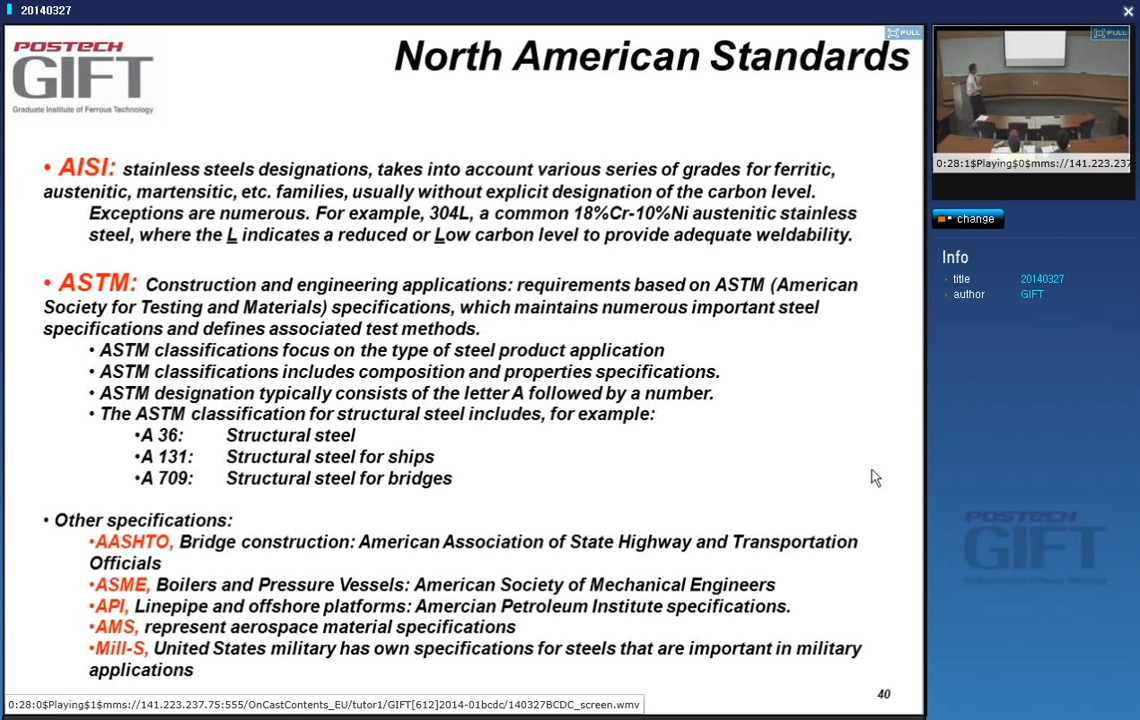 20140327
POSTECH
GIFT
Graduate Institute of Ferrous Technology
FULL
North American Standards
FULL
• AISI: stainless steels designations, takes into account various series of grades for ferritic,
austenitic, martensitic, etc. families, usually without explicit designation of the carbon level.
Exceptions are numerous. For example, 304L, a common 18%Cr-10%Ni austenitic stainless
steel, where the L indicates a reduced or Low carbon level to provide adequate weldability.
• ASTM: Construction and engineering applications: requirements based on ASTM (American
Society for Testing and Materials) specifications, which maintains numerous important steel
specifications and defines associated test methods.
• ASTM classifications focus on the type of steel product application
• ASTM classifications includes composition and properties specifications.
• ASTM designation typically consists of the letter A followed by a number.
• The ASTM classification for structural steel includes, for example:
•A 36: Structural steel
•A 131: Structural steel for ships
•A 709: Structural steel for bridges
• Other specifications:
•AASHTO, Bridge construction: American Association of State Highway and Transportation
Officials
•ASME, Boilers and Pressure Vessels: American Society of Mechanical Engineers
•API, Linepipe and offshore platforms: Amercian Petroleum Institute specifications.
•AMS, represent aerospace material specifications
•Mill-S, United States military has own specifications for steels that are important in military
applications
40
0:28:0$Playing$1$mms://141.223.237.75:555/OnCastContents_EU/tutor1/GIFT[612]2014-01bcdc/140327BCDC_screen.wmv
0:28:1$Playing$0$mms://141.223.237
change
Info
title 20140327
author GIFT
POSTECH
GIFT